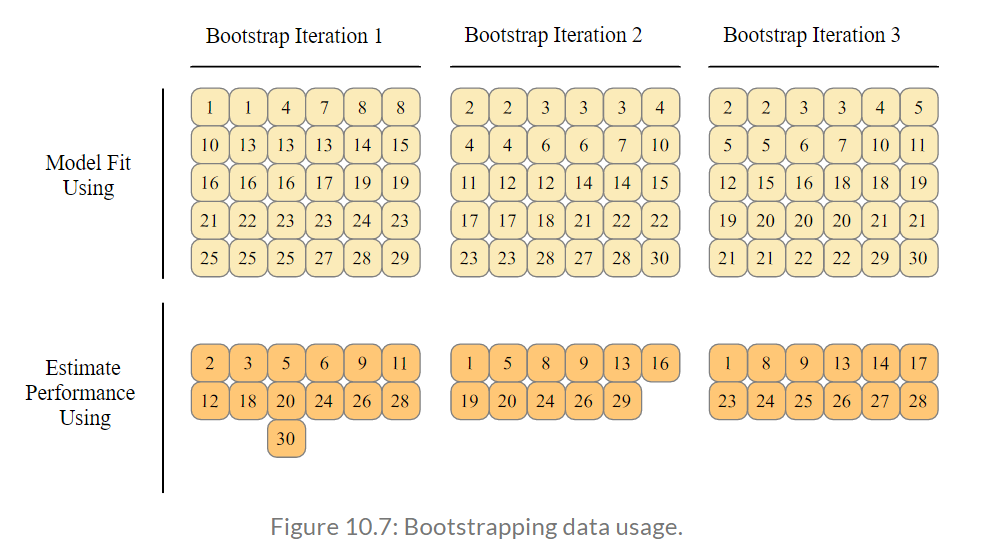 Bootstrap Iteration 1 Bootstrap Iteration 2 Bootstrap Iteration 3
Model Fit
Using
1 1 4 7 8 8
10 13 13 13 14 15
16 16 16 17 19 19
21 22 23 23 24 23
25 25 25 27 28 29
2 2 3 3 3 4
4 4 6 6 7 10
11 12 12 14 14 15
17 17 18 21 22 22
23 23 28 27 28 30
2 2 3 3 4 5
5 5 6 7 10 11
12 15 16 18 18 19
19 20 20 20 21 21
21 21 22 22 29 30
Estimate
Performance
Using
2 3 5 6 9 11
12 18 20 24 26 28
30
1 5 8 9 13 16
19 20 24 26 29
1 8 9 13 14 17
23 24 25 26 27 28
Figure 10.7: Bootstrapping data usage.